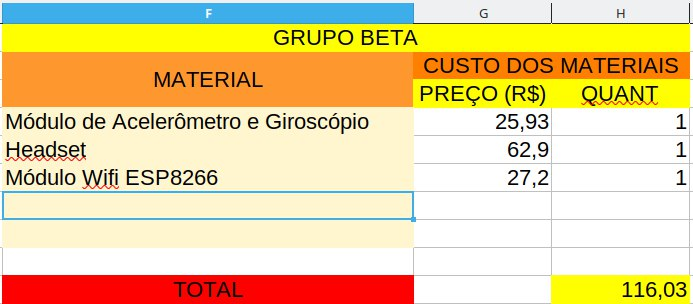 F G H
GRUPO BETA
MATERIAL
CUSTO DOS MATERIAIS
PREÇO (R$) QUANT
Módulo de Acelerômetro e Giroscópio 25,93 1
Headset 62,9 1
Módulo Wifi ESP8266 27,2 1
TOTAL 116,03